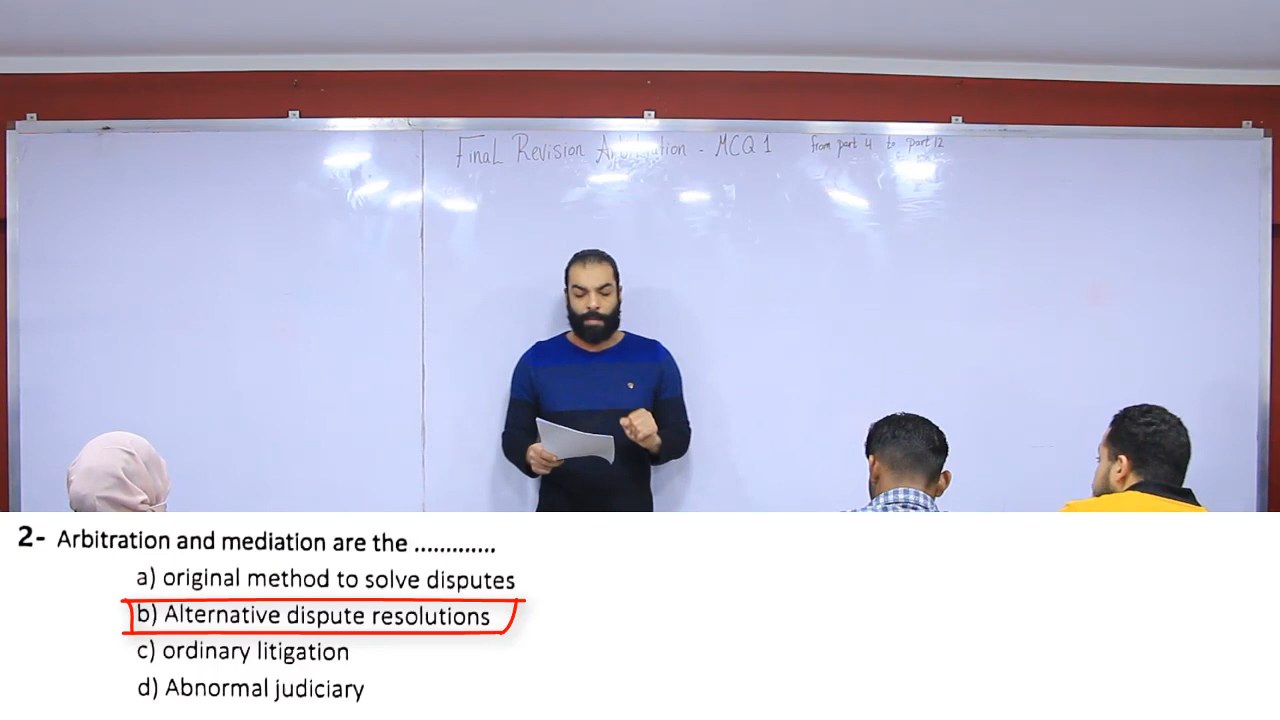 Final Revision Arbitration - MCQ 1 from part 4 to part 12
2- Arbitration and mediation are the .............
a) original method to solve disputes
b) Alternative dispute resolutions
c) ordinary litigation
d) Abnormal judiciary